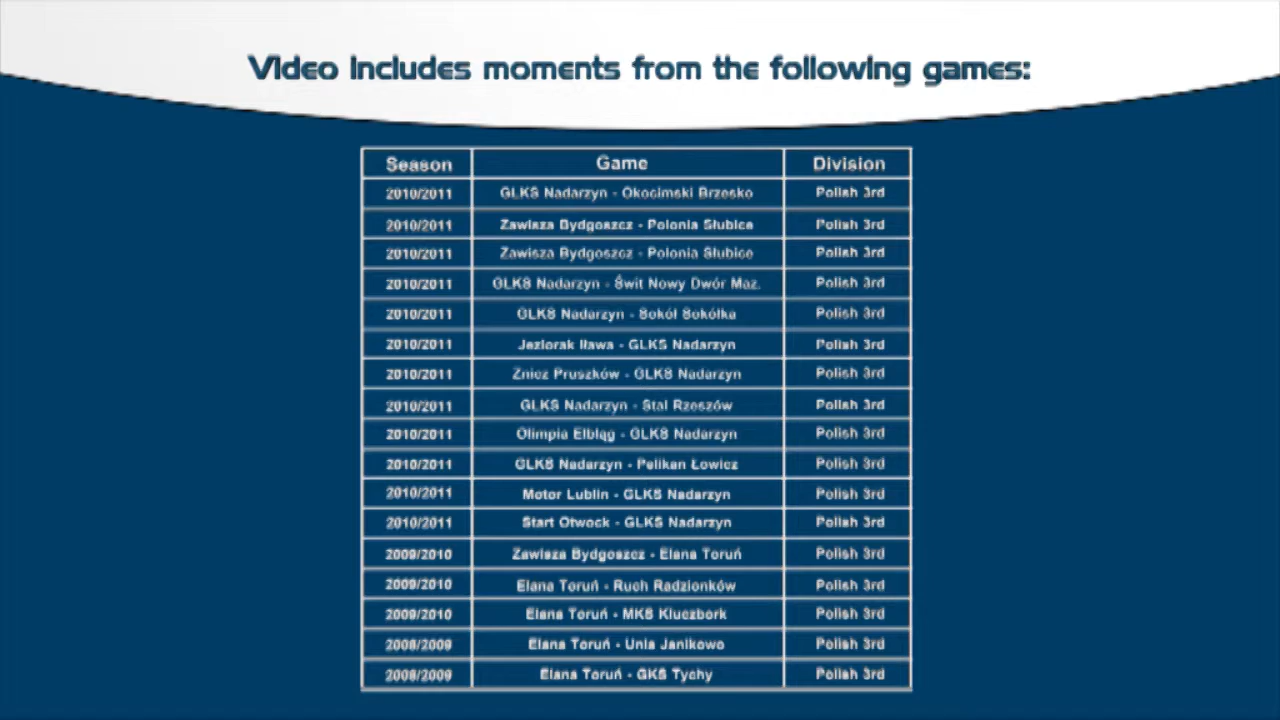 Video includes moments from the following games:
Season Game Division
2010/2011 GLKS Nadarzyn - Okocimski Brzesko Polish 3rd
2010/2011 Zawisza Bydgoszcz - Polonia Słubice Polish 3rd
2010/2011 Zawisza Bydgoszcz - Polonia Słubice Polish 3rd
2010/2011 GLKS Nadarzyn - Świt Nowy Dwór Maz. Polish 3rd
2010/2011 GLKS Nadarzyn - Sokół Sokółka Polish 3rd
2010/2011 Jeziorak Iława - GLKS Nadarzyn Polish 3rd
2010/2011 Znicz Pruszków - GLKS Nadarzyn Polish 3rd
2010/2011 GLKS Nadarzyn - Stal Rzeszów Polish 3rd
2010/2011 Olimpia Elbląg - GLKS Nadarzyn Polish 3rd
2010/2011 GLKS Nadarzyn - Pelikan Łowicz Polish 3rd
2010/2011 Motor Lublin - GLKS Nadarzyn Polish 3rd
2010/2011 Start Otwock - GLKS Nadarzyn Polish 3rd
2009/2010 Zawisza Bydgoszcz - Elana Toruń Polish 3rd
2009/2010 Elana Toruń - Ruch Radzionków Polish 3rd
2009/2010 Elana Toruń - MKS Kluczbork Polish 3rd
2008/2009 Elana Toruń - Unia Janikowo Polish 3rd
2008/2009 Elana Toruń - GKS Tychy Polish 3rd